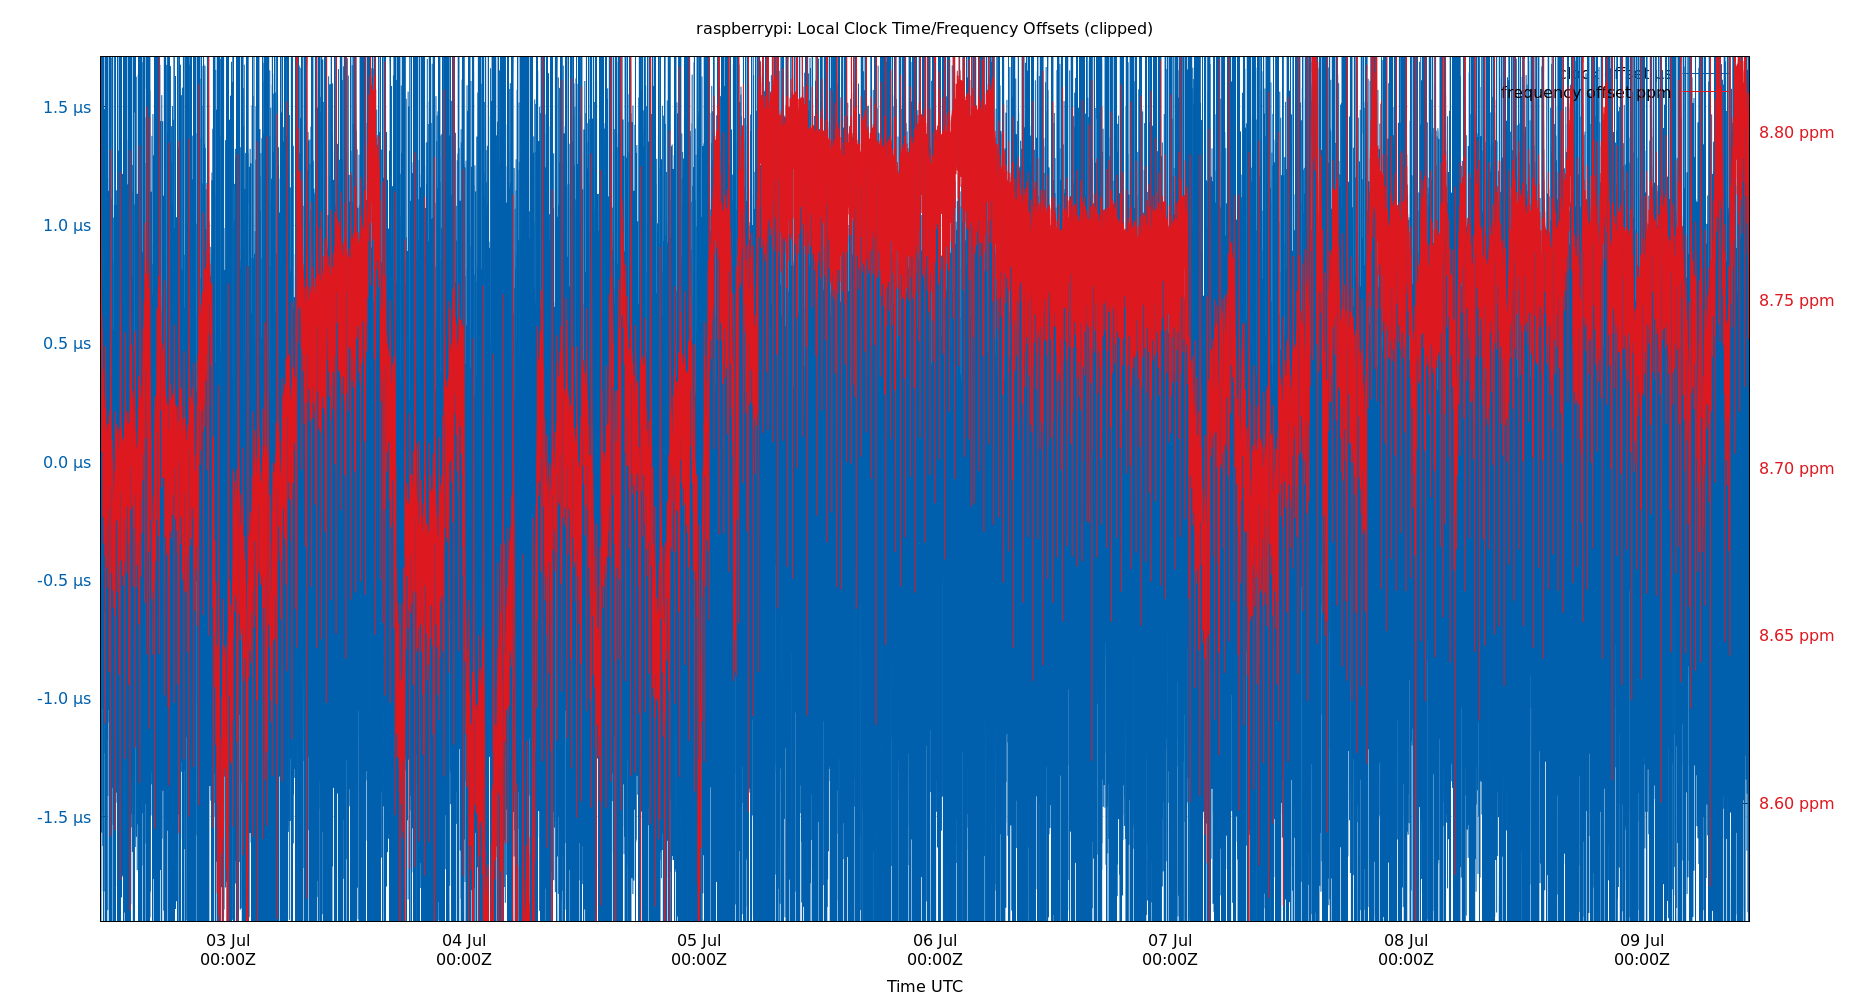 raspberrypi: Local Clock Time/Frequency Offsets (clipped)
clock offset µs
frequency offset ppm
1.5 µs
1.0 µs
0.5 µs
0.0 µs
-0.5 µs
-1.0 µs
-1.5 µs
8.80 ppm
8.75 ppm
8.70 ppm
8.65 ppm
8.60 ppm
03 Jul
00:00Z
04 Jul
00:00Z
05 Jul
00:00Z
06 Jul
00:00Z
07 Jul
00:00Z
08 Jul
00:00Z
09 Jul
00:00Z
Time UTC